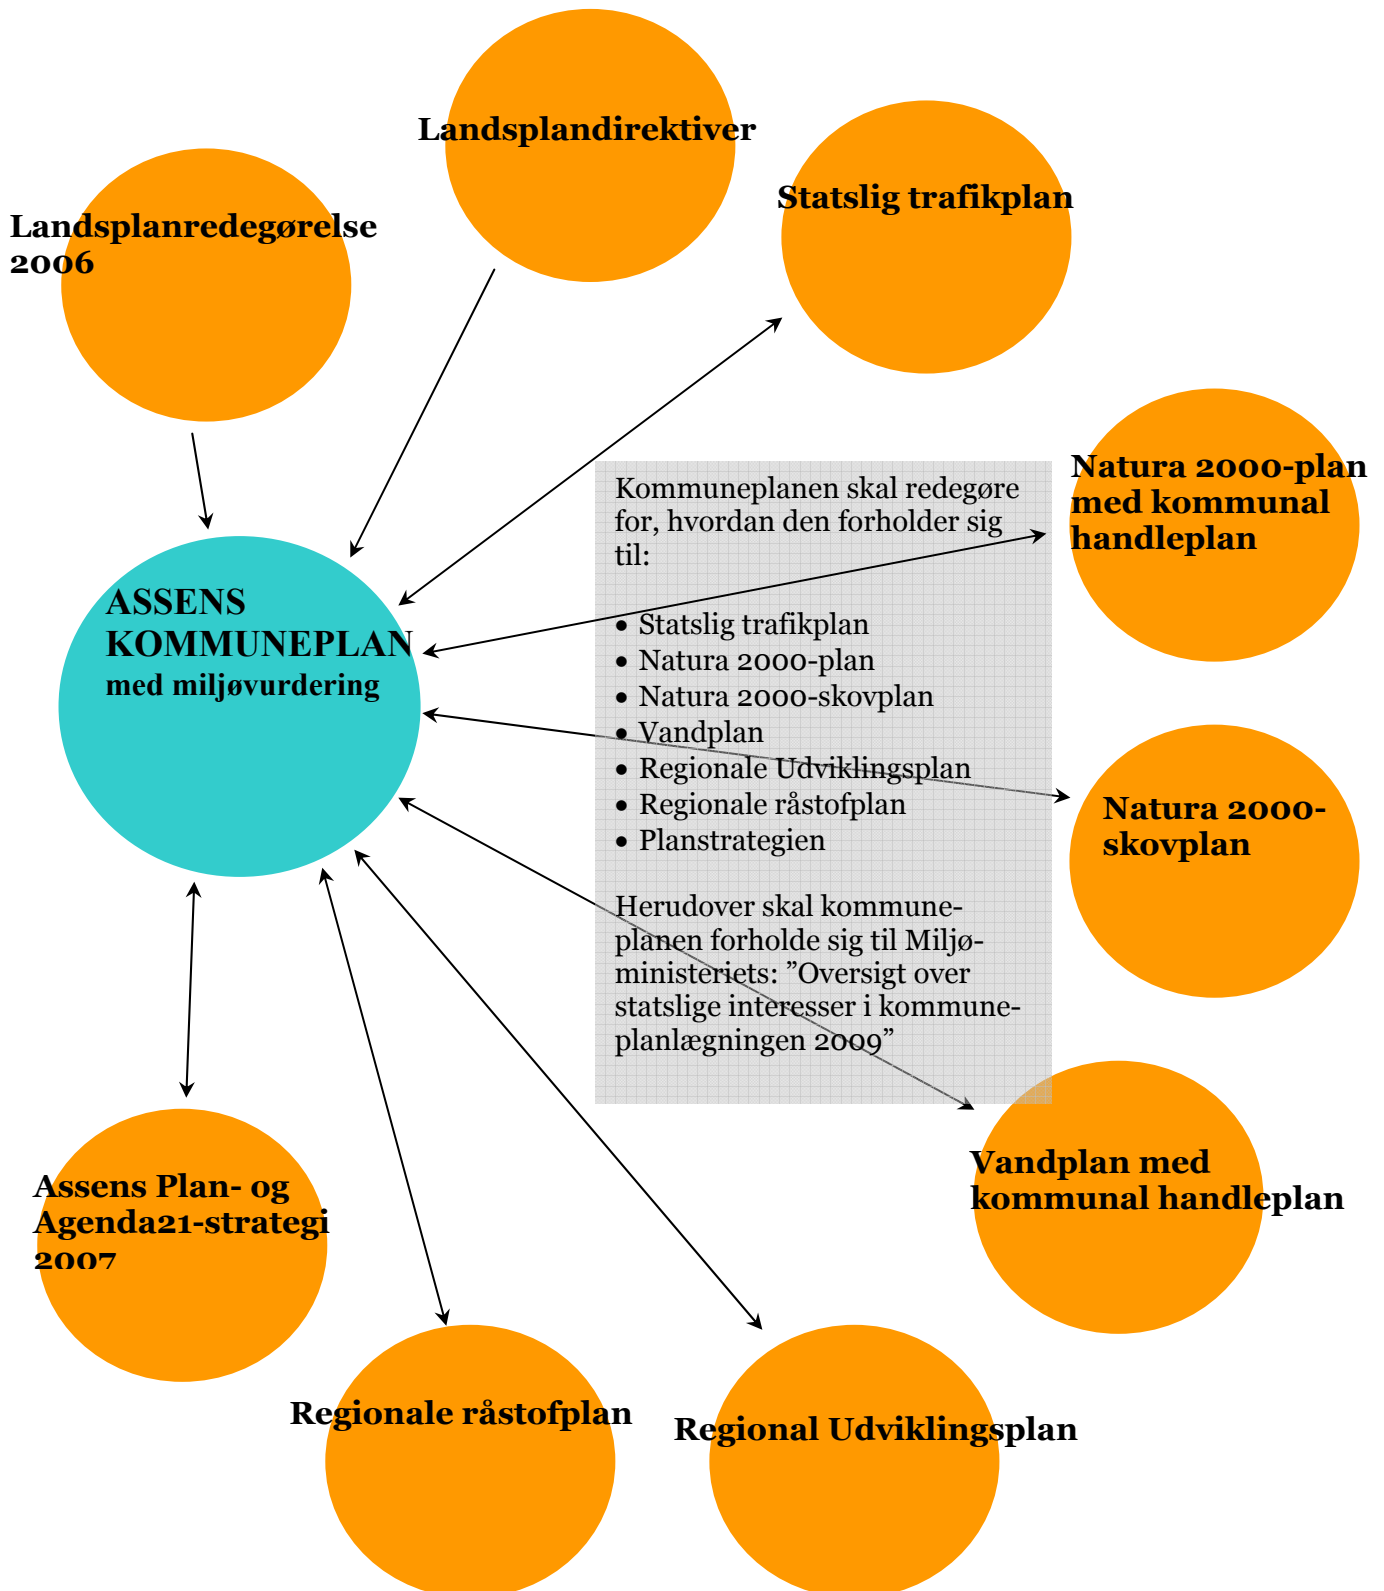 Landsplandirektiver
Statslig trafikplan
Landsplanredegørelse
2006
Natura 2000-plan
med kommunal
handleplan
Kommuneplanen skal redegøre
for, hvordan den forholder sig
til:
• Statslig trafikplan
• Natura 2000-plan
• Natura 2000-skovplan
• Vandplan
• Regionale Udviklingsplan
• Regionale råstofplan
• Planstrategien
Herudover skal kommune-
planen forholde sig til Miljø-
ministeriets: ”Oversigt over
statslige interesser i kommune-
planlægningen 2009”
ASSENS
KOMMUNEPLAN
med miljøvurdering
Natura 2000-
skovplan
Vandplan med
kommunal handleplan
Assens Plan- og
Agenda21-strategi
2007
Regionale råstofplan
Regional Udviklingsplan